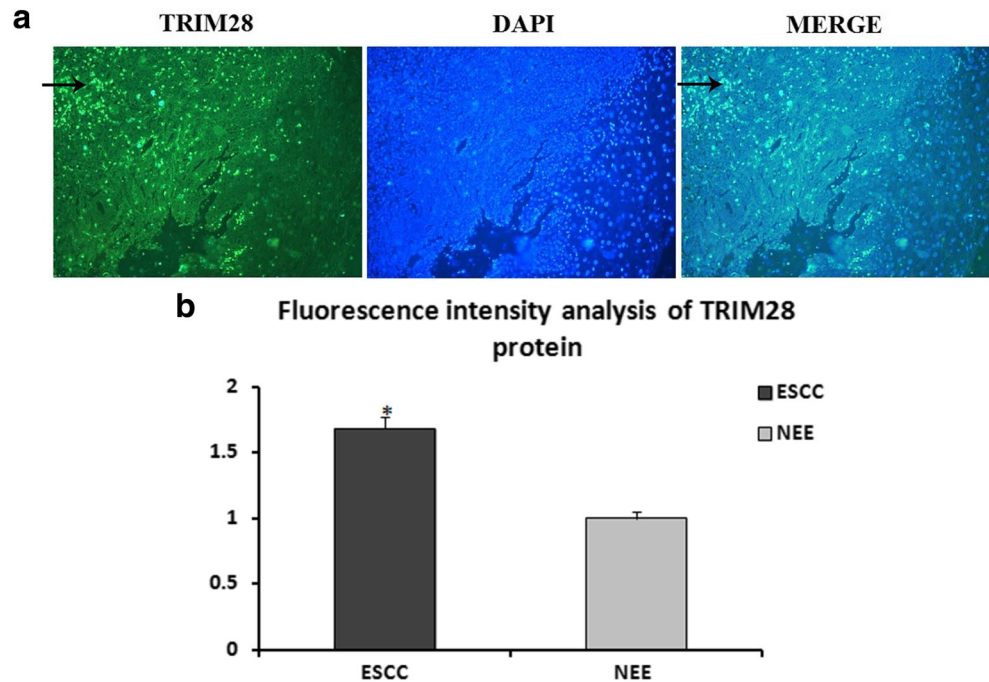 a
TRIM28
DAPI
MERGE
b
Fluorescence intensity analysis of TRIM28
protein
2
1.5
1
0.5
0
*
ESCC
NEE
ESCC
NEE